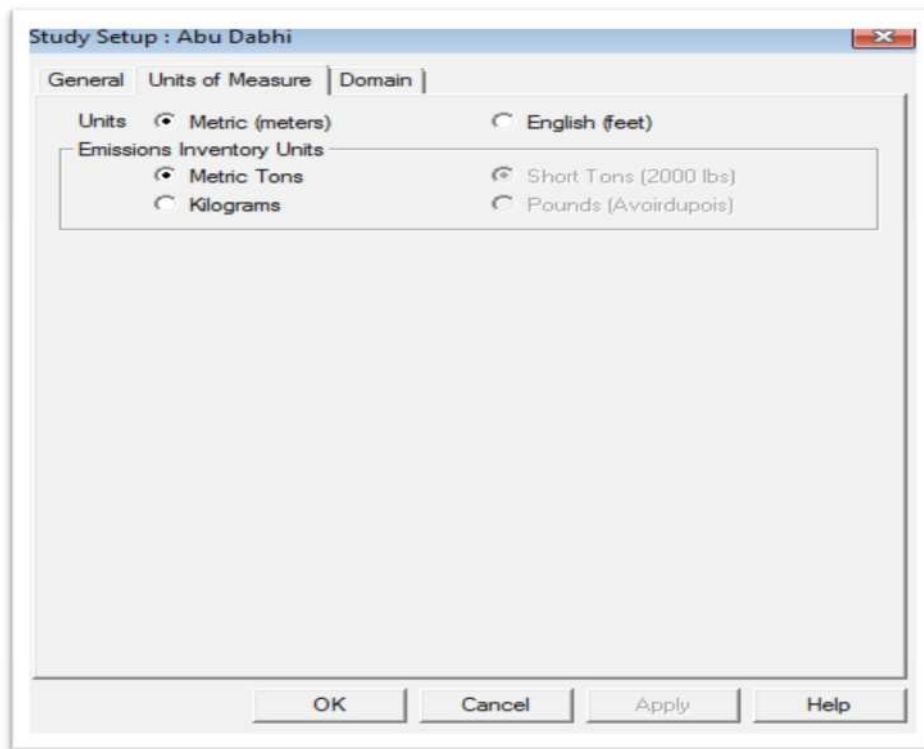 Study Setup : Abu Dabhi
General Units of Measure Domain
Units Metric (meters) English (feet)
Emissions Inventory Units
Metric Tons Short Tons (2000 lbs)
Kilograms Pounds (Avoirdupois)
OK Cancel Apply Help